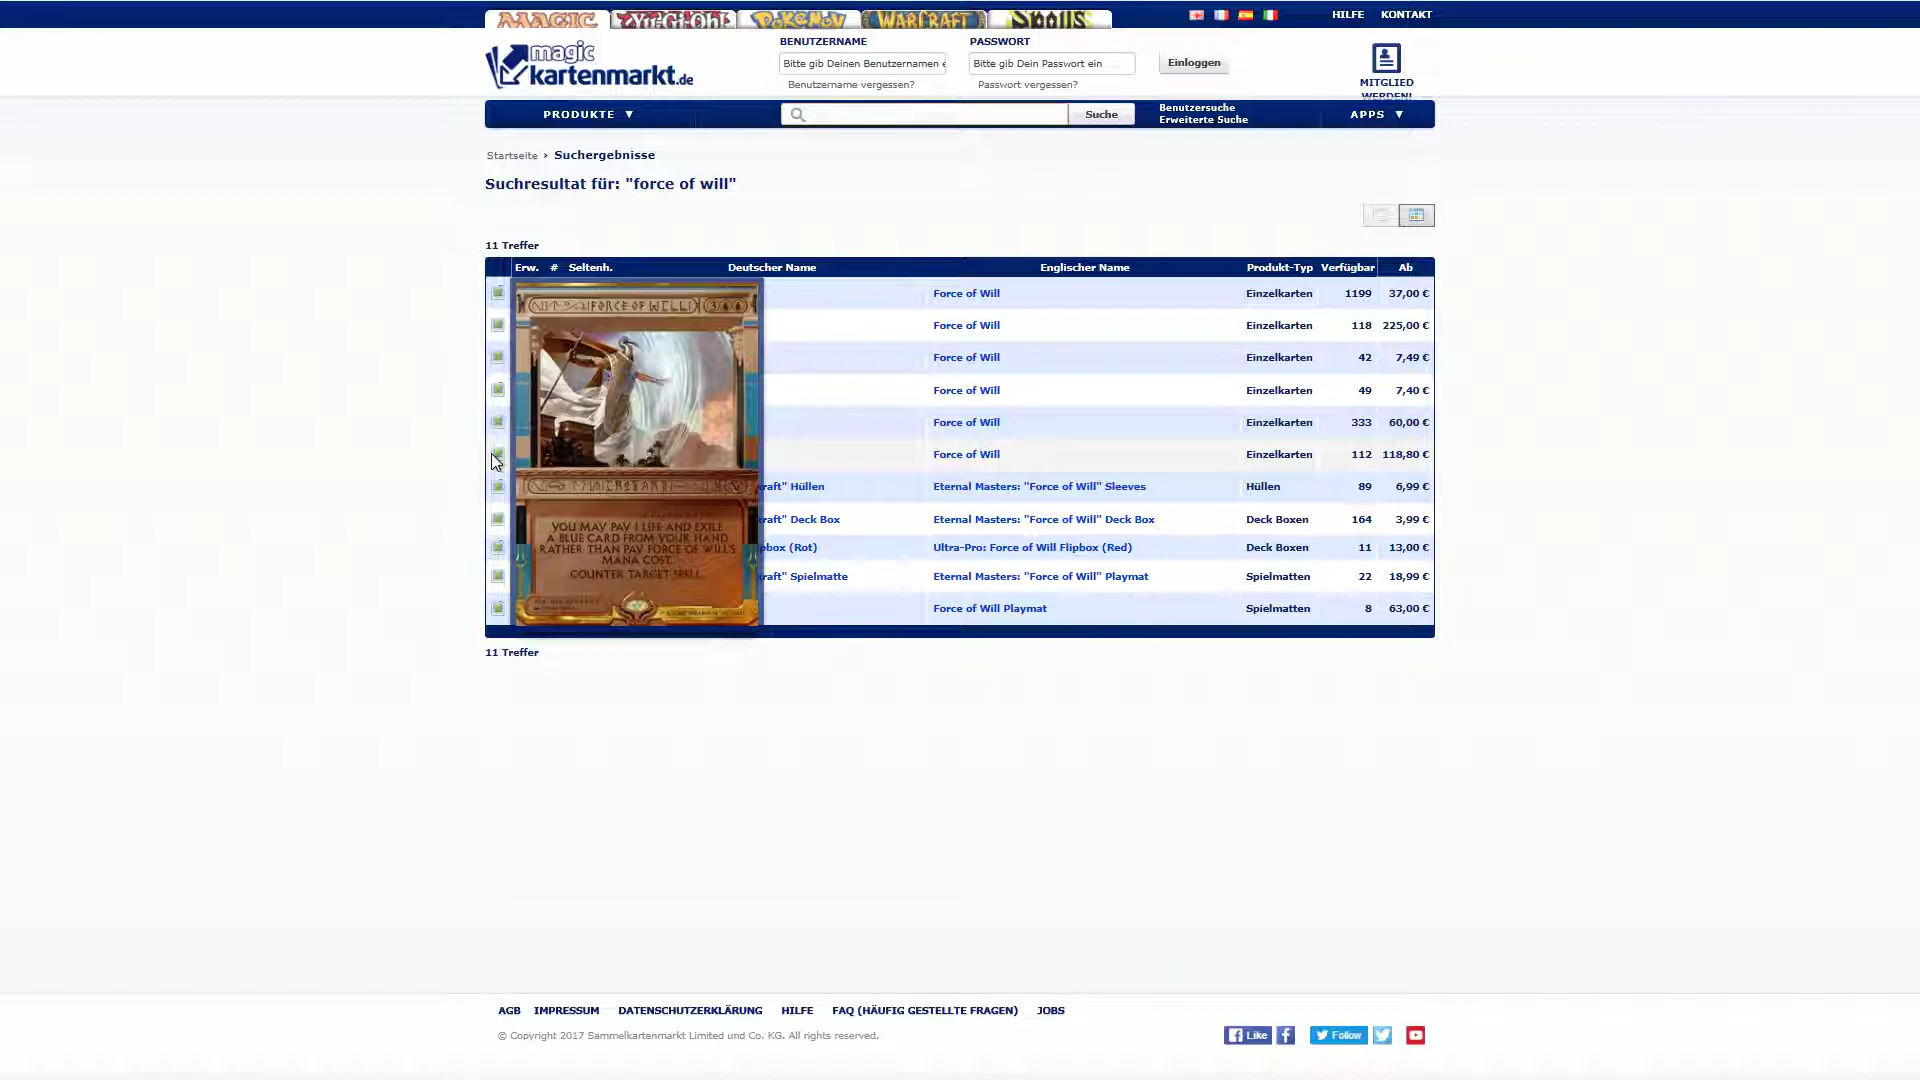 MAGIC Yu-Gi-Oh! POKéMON WARCRAFT Spoils HILFE KONTAKT
magic
kartenmarkt.de
BENUTZERNAME PASSWORT
Bitte gib Deinen Benutzernamen e Bitte gib Dein Passwort ein Einloggen
Benutzername vergessen? Passwort vergessen?
MITGLIED
WERDEN!
PRODUKTE ▼ Suche Benutzersuche APPS ▼
Erweiterte Suche
Startseite › Suchergebnisse
Suchresultat für: "force of will"
11 Treffer
Erw. # Seltenh. Deutscher Name Englischer Name Produkt-Typ Verfügbar Ab
Force of Will Einzelkarten 1199 37,00 €
Force of Will Einzelkarten 118 225,00 €
Force of Will Einzelkarten 42 7,49 €
Force of Will Einzelkarten 49 7,40 €
Force of Will Einzelkarten 333 60,00 €
Force of Will Einzelkarten 112 118,80 €
kraft" Hüllen Eternal Masters: "Force of Will" Sleeves Hüllen 89 6,99 €
kraft" Deck Box Eternal Masters: "Force of Will" Deck Box Deck Boxen 164 3,99 €
pbox (Rot) Ultra-Pro: Force of Will Flipbox (Red) Deck Boxen 11 13,00 €
kraft" Spielmatte Eternal Masters: "Force of Will" Playmat Spielmatten 22 18,99 €
Force of Will Playmat Spielmatten 8 63,00 €
FORCE OF WILL
YOU MAY PAY 1 LIFE AND EXILE
A BLUE CARD FROM YOUR HAND
RATHER THAN PAY FORCE OF WILL'S
MANA COST.
COUNTER TARGET SPELL.
11 Treffer
AGB IMPRESSUM DATENSCHUTZERKLÄRUNG HILFE FAQ (HÄUFIG GESTELLTE FRAGEN) JOBS
© Copyright 2017 Sammelkartenmarkt Limited und Co. KG. All rights reserved.
Like Follow